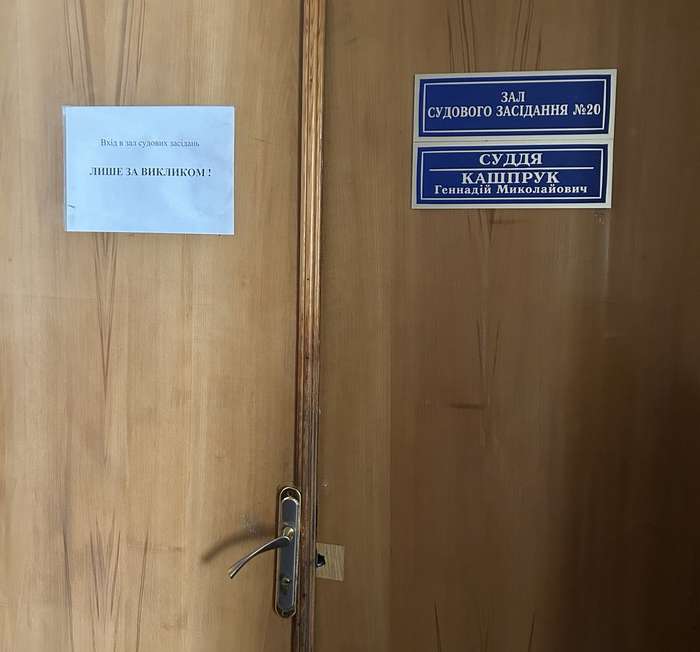 Вхід в зал судових засідань
ЛИШЕ ЗА ВИКЛИКОМ !
ЗАЛ
СУДОВОГО ЗАСІДАННЯ №20
СУДДЯ
КАШПРУК
Геннадій Миколайович